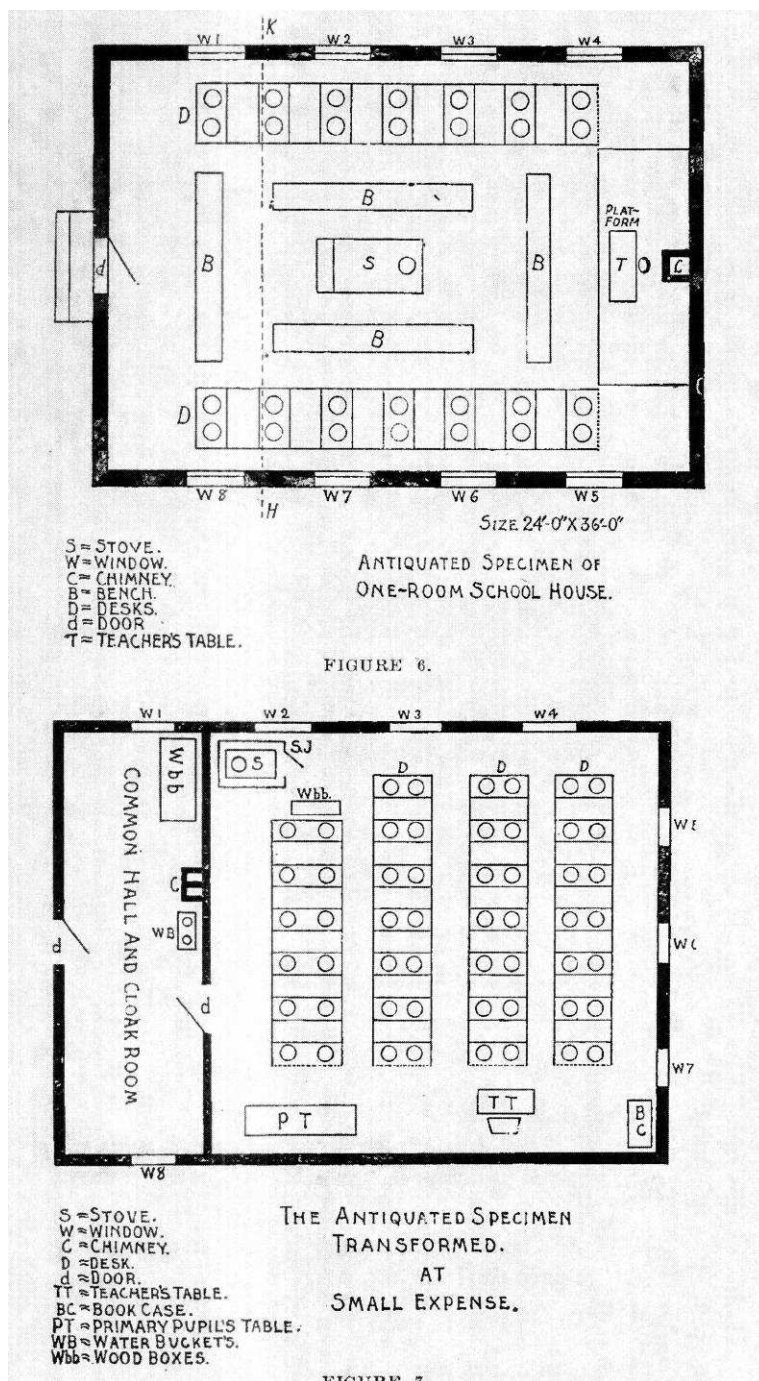 K
W1 W2 W3 W4
D
B
PLAT-
FORM
d B S B T C
B
D
W8 W7 W6 W5
H
SIZE 24'-0"X36'-0"
S=STOVE.
W=WINDOW.
C=CHIMNEY.
B=BENCH.
D=DESKS.
d=DOOR
T=TEACHER'S TABLE.
ANTIQUATED SPECIMEN OF
ONE-ROOM SCHOOL HOUSE.
FIGURE 6.
W1 W2 W3 W4
Wbb
S S.J
Wbb.
D D D
COMMON HALL AND CLOAK ROOM
C
WB
d
d
W7
PT
TT
BC
W8
S=STOVE.
W=WINDOW.
C=CHIMNEY.
D=DESK.
d=DOOR.
TT=TEACHER'S TABLE.
BC=BOOK CASE.
PT=PRIMARY PUPIL'S TABLE.
WB=WATER BUCKET'S.
Wbb=WOOD BOXES.
THE ANTIQUATED SPECIMEN
TRANSFORMED.
AT
SMALL EXPENSE.